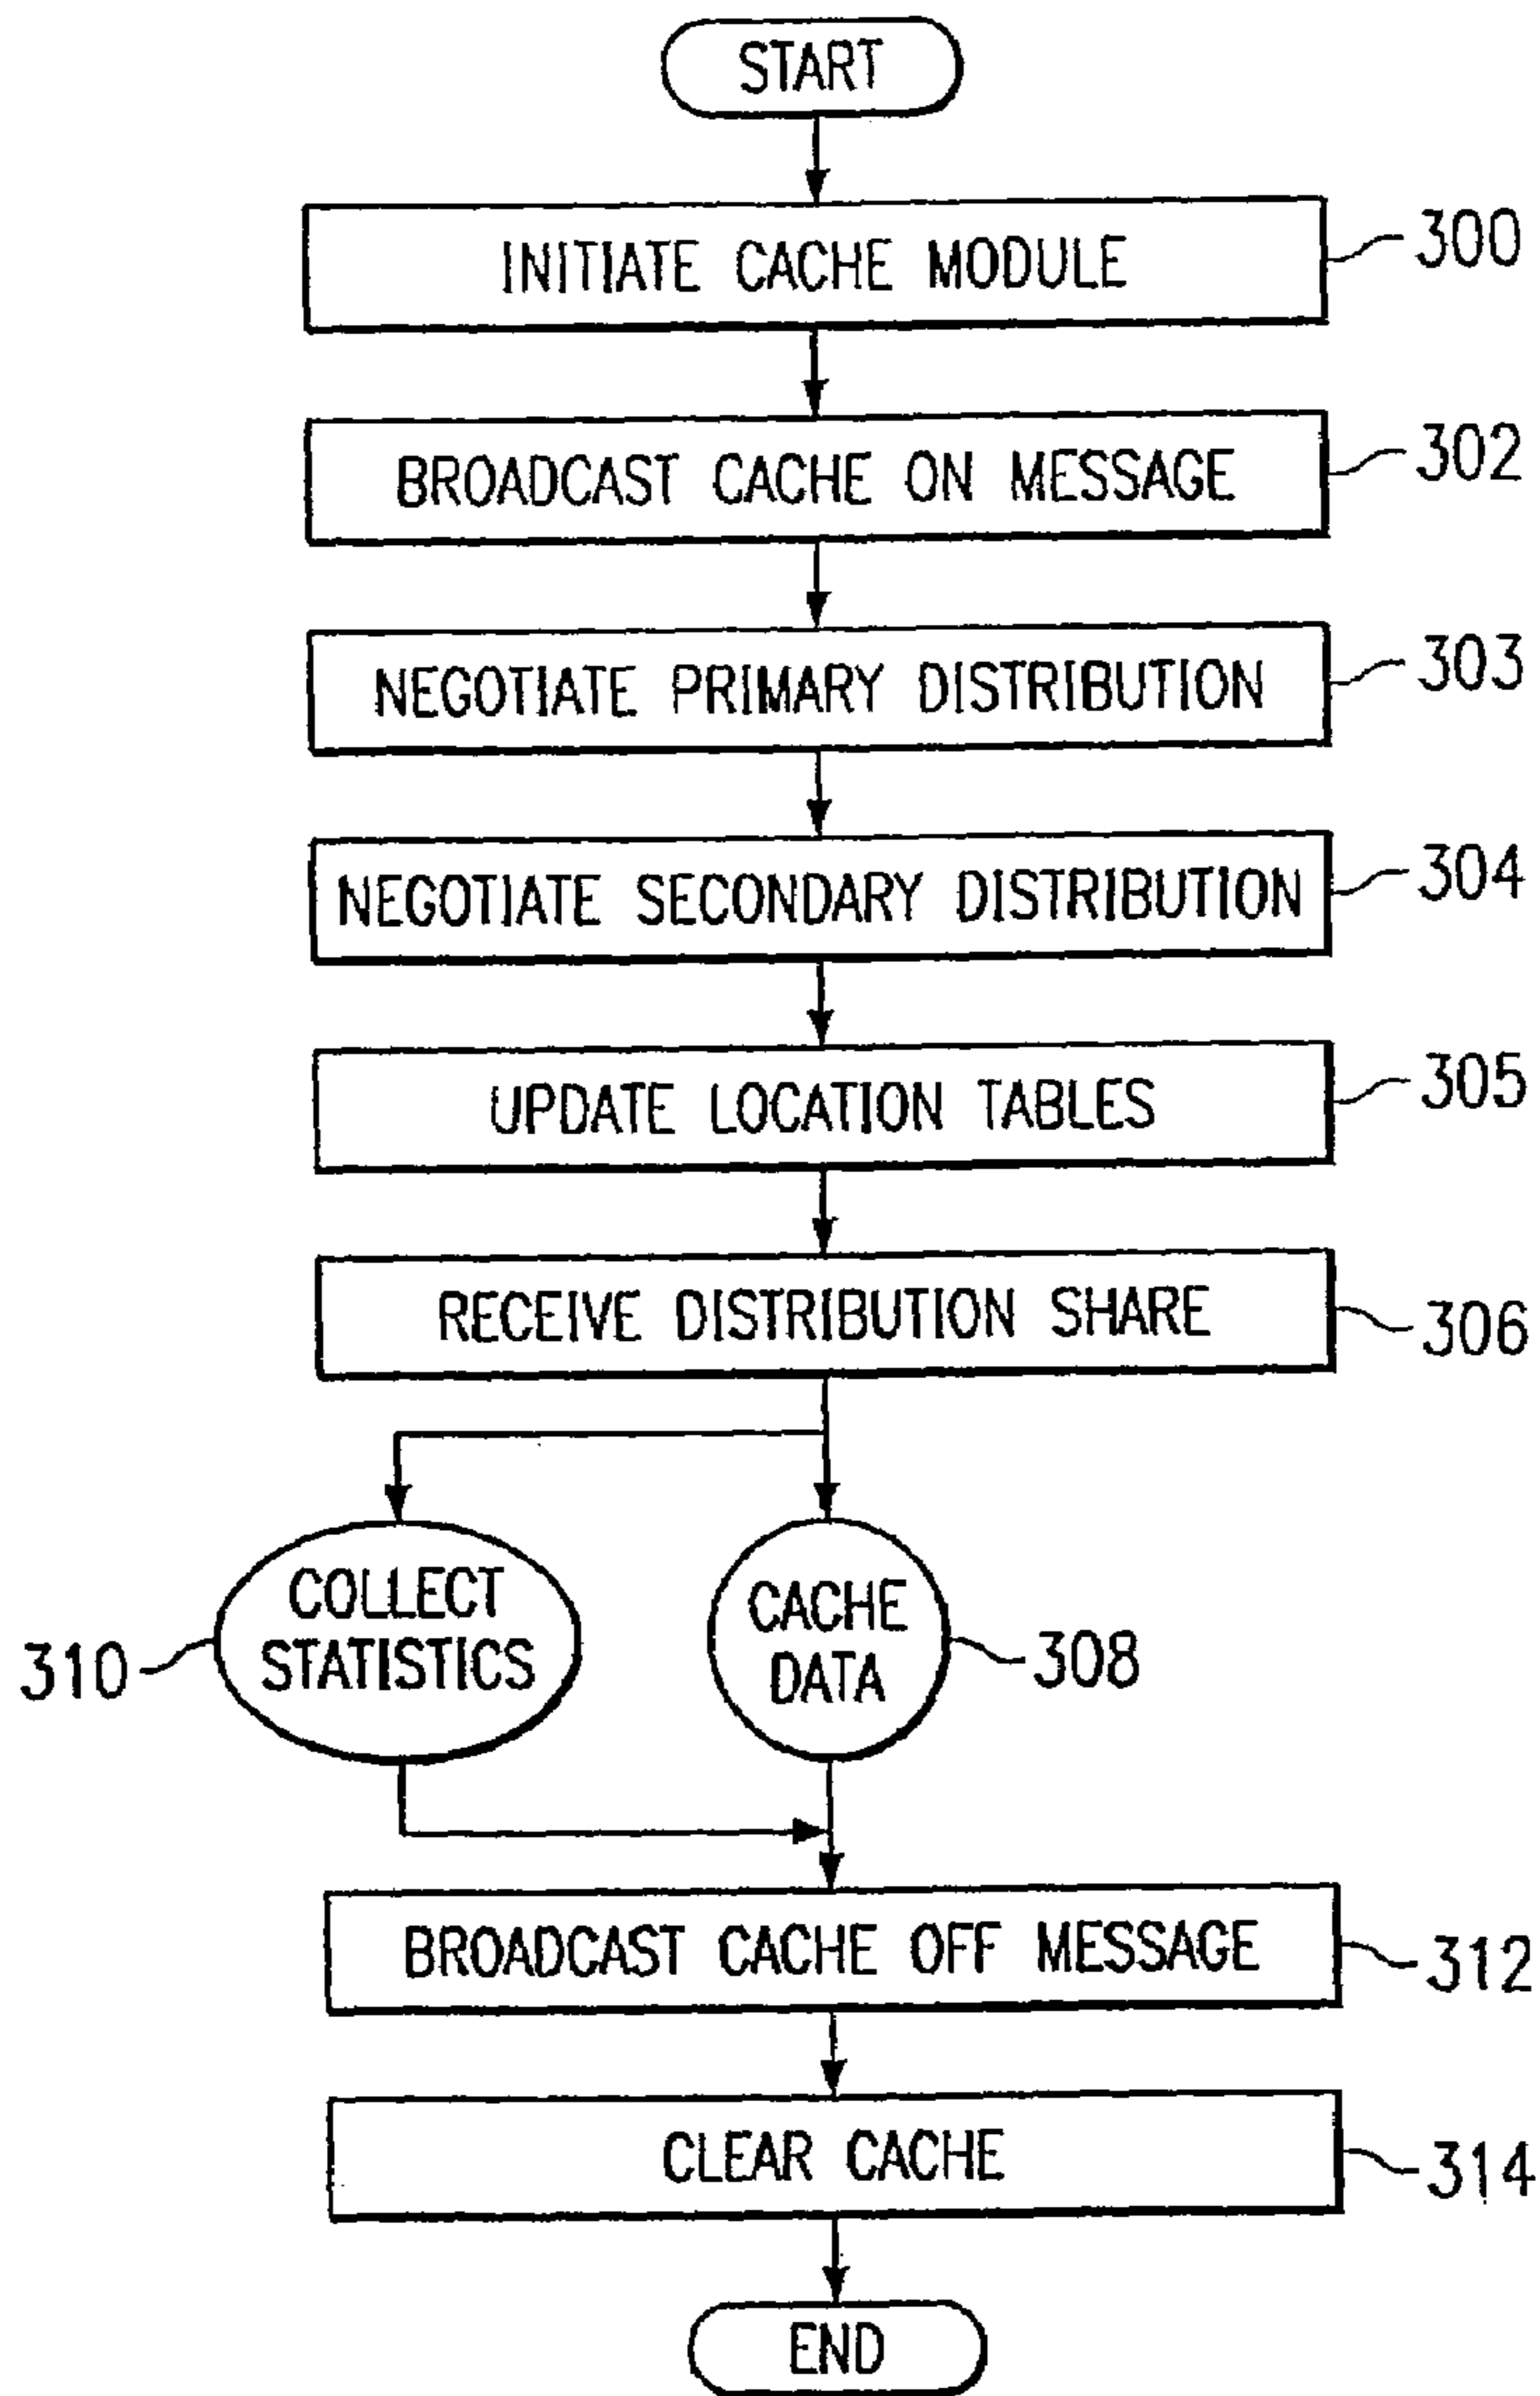 START
INITIATE CACHE MODULE
300
BROADCAST CACHE ON MESSAGE
302
NEGOTIATE PRIMARY DISTRIBUTION
303
NEGOTIATE SECONDARY DISTRIBUTION
304
UPDATE LOCATION TABLES
305
RECEIVE DISTRIBUTION SHARE
306
310
COLLECT
STATISTICS
CACHE
DATA
308
BROADCAST CACHE OFF MESSAGE
312
CLEAR CACHE
314
END